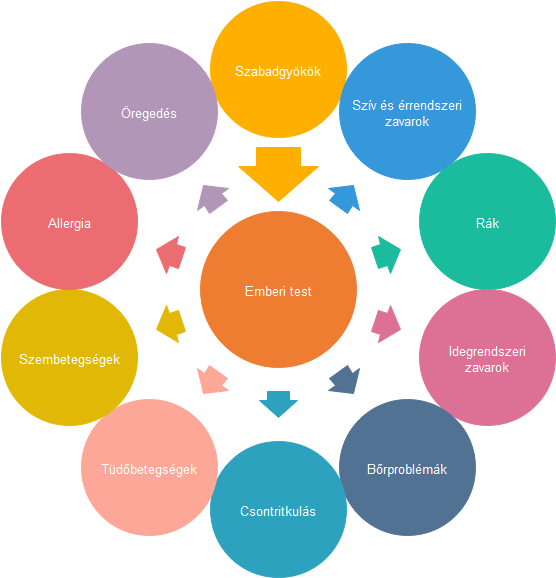 Szabadgyökök
Szív és érrendszeri
zavarok
Rák
Idegrendszeri
zavarok
Bőrproblémák
Csontritkulás
Tüdőbetegségek
Szembetegségek
Allergia
Öregedés
Emberi test